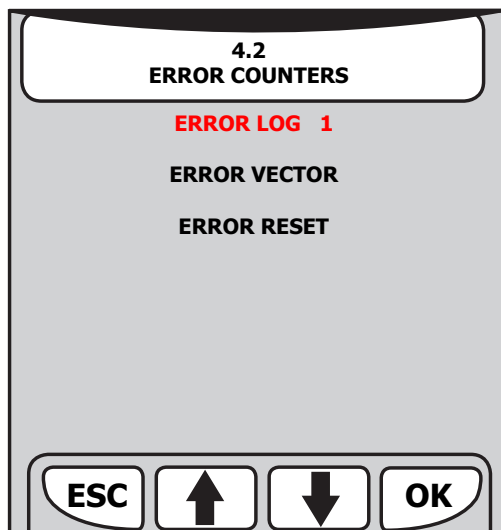 4.2
ERROR COUNTERS
ERROR LOG 1
ERROR VECTOR
ERROR RESET
ESC OK